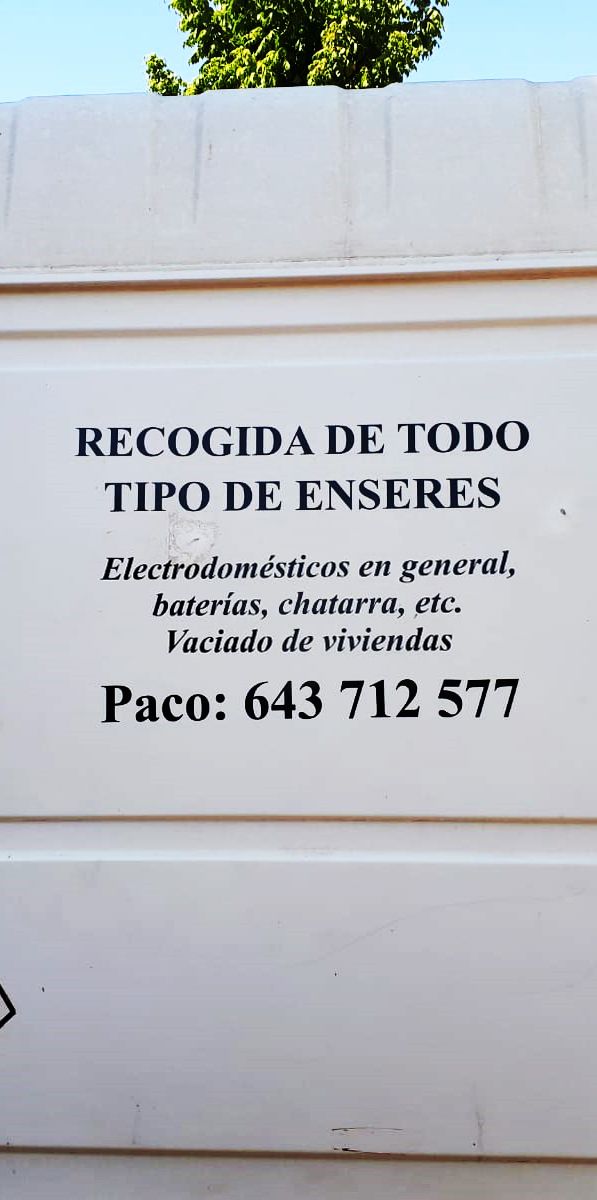 RECOGIDA DE TODO
TIPO DE ENSERES
Electrodomésticos en general,
baterías, chatarra, etc.
Vaciado de viviendas
Paco: 643 712 577